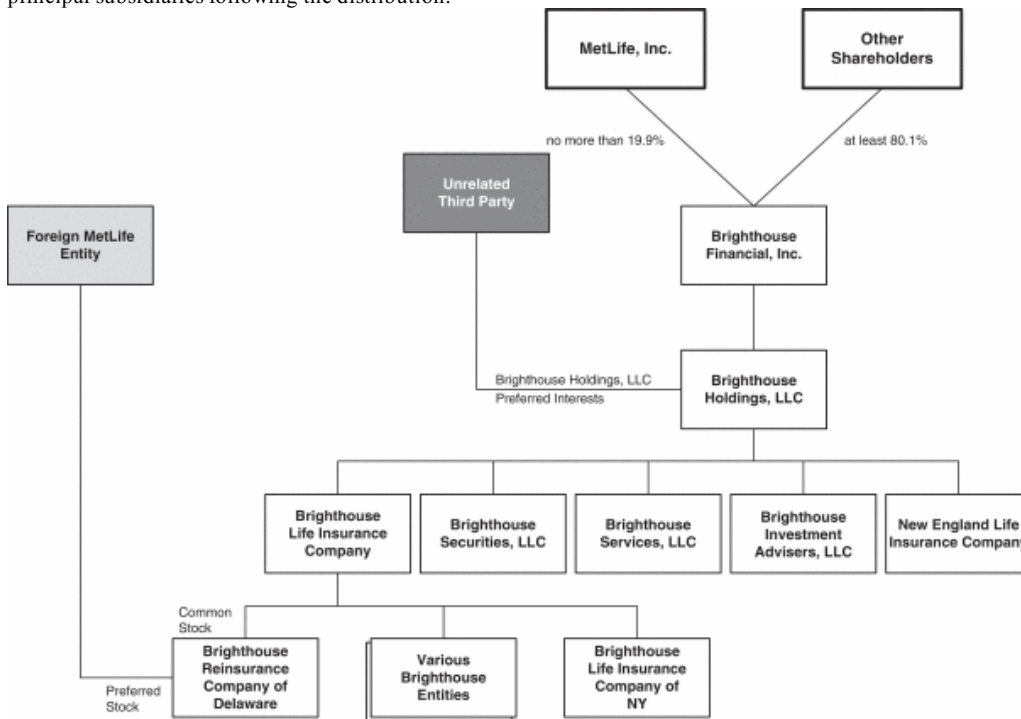 principal subsidiaries following the distribution.
MetLife, Inc.
Other
Shareholders
no more than 19.9%
at least 80.1%
Unrelated
Third Party
Foreign MetLife
Entity
Brighthouse
Financial, Inc.
Brighthouse Holdings, LLC
Preferred Interests
Brighthouse
Holdings, LLC
Brighthouse
Life Insurance
Company
Brighthouse
Securities, LLC
Brighthouse
Services, LLC
Brighthouse
Investment
Advisers, LLC
New England Life
Insurance Company
Common
Stock
Brighthouse
Reinsurance
Company of
Delaware
Various
Brighthouse
Entities
Brighthouse
Life Insurance
Company of
NY
Preferred
Stock